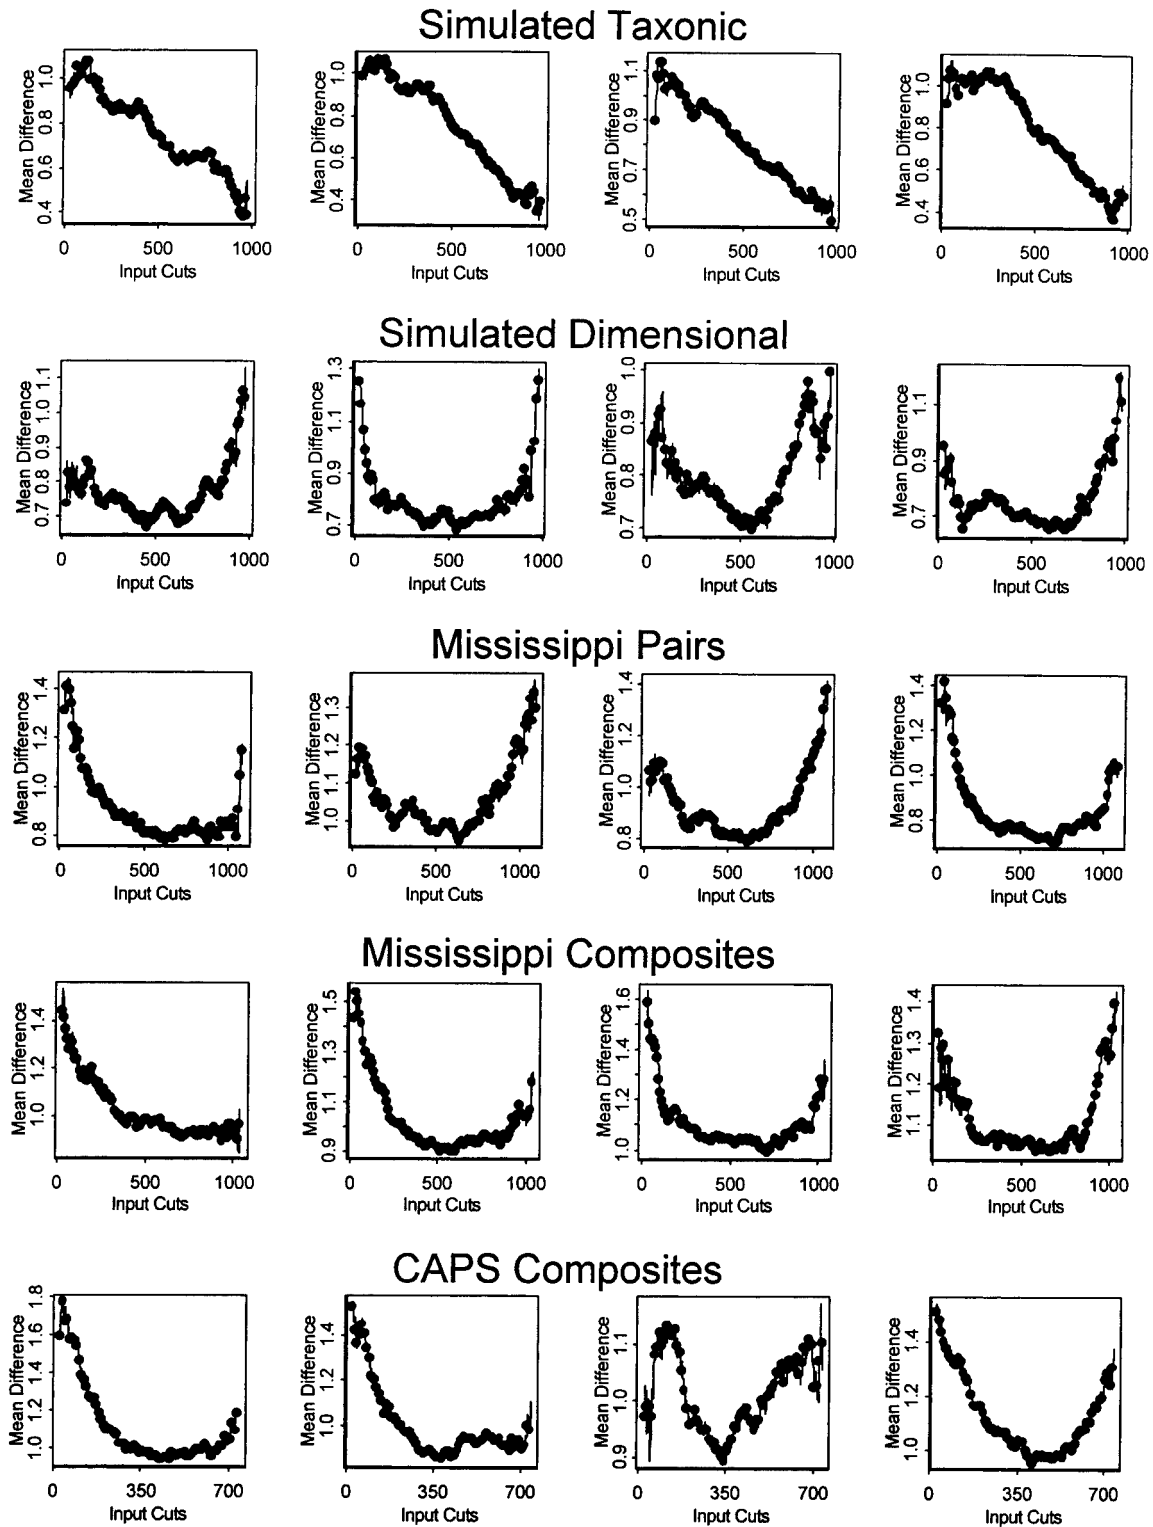 Simulated Taxonic
Mean Difference
1.0
0.8
0.6
0.4
0 500 1000
Input Cuts
Mean Difference
1.0
0.8
0.6
0.4
0 500 1000
Input Cuts
Mean Difference
1.1
0.9
0.7
0.5
0 500 1000
Input Cuts
Mean Difference
1.0
0.8
0.6
0.4
0 500 1000
Input Cuts
Simulated Dimensional
Mean Difference
1.1
1.0
0.9
0.8
0.7
0 500 1000
Input Cuts
Mean Difference
1.3
1.1
0.9
0.7
0 500 1000
Input Cuts
Mean Difference
1.0
0.9
0.8
0.7
0 500 1000
Input Cuts
Mean Difference
1.1
0.9
0.7
0 500 1000
Input Cuts
Mississippi Pairs
Mean Difference
1.4
1.2
1.0
0.8
0 500 1000
Input Cuts
Mean Difference
1.3
1.2
1.1
1.0
0 500 1000
Input Cuts
Mean Difference
1.4
1.2
1.0
0.8
0 500 1000
Input Cuts
Mean Difference
1.4
1.2
1.0
0.8
0 500 1000
Input Cuts
Mississippi Composites
Mean Difference
1.4
1.2
1.0
0 500 1000
Input Cuts
Mean Difference
1.5
1.3
1.1
0.9
0 500 1000
Input Cuts
Mean Difference
1.6
1.4
1.2
1.0
0 500 1000
Input Cuts
Mean Difference
1.4
1.3
1.2
1.1
0 500 1000
Input Cuts
CAPS Composites
Mean Difference
1.8
1.6
1.4
1.2
1.0
0 350 700
Input Cuts
Mean Difference
1.4
1.2
1.0
0 350 700
Input Cuts
Mean Difference
1.1
1.0
0.9
0 350 700
Input Cuts
Mean Difference
1.4
1.2
1.0
0 350 700
Input Cuts